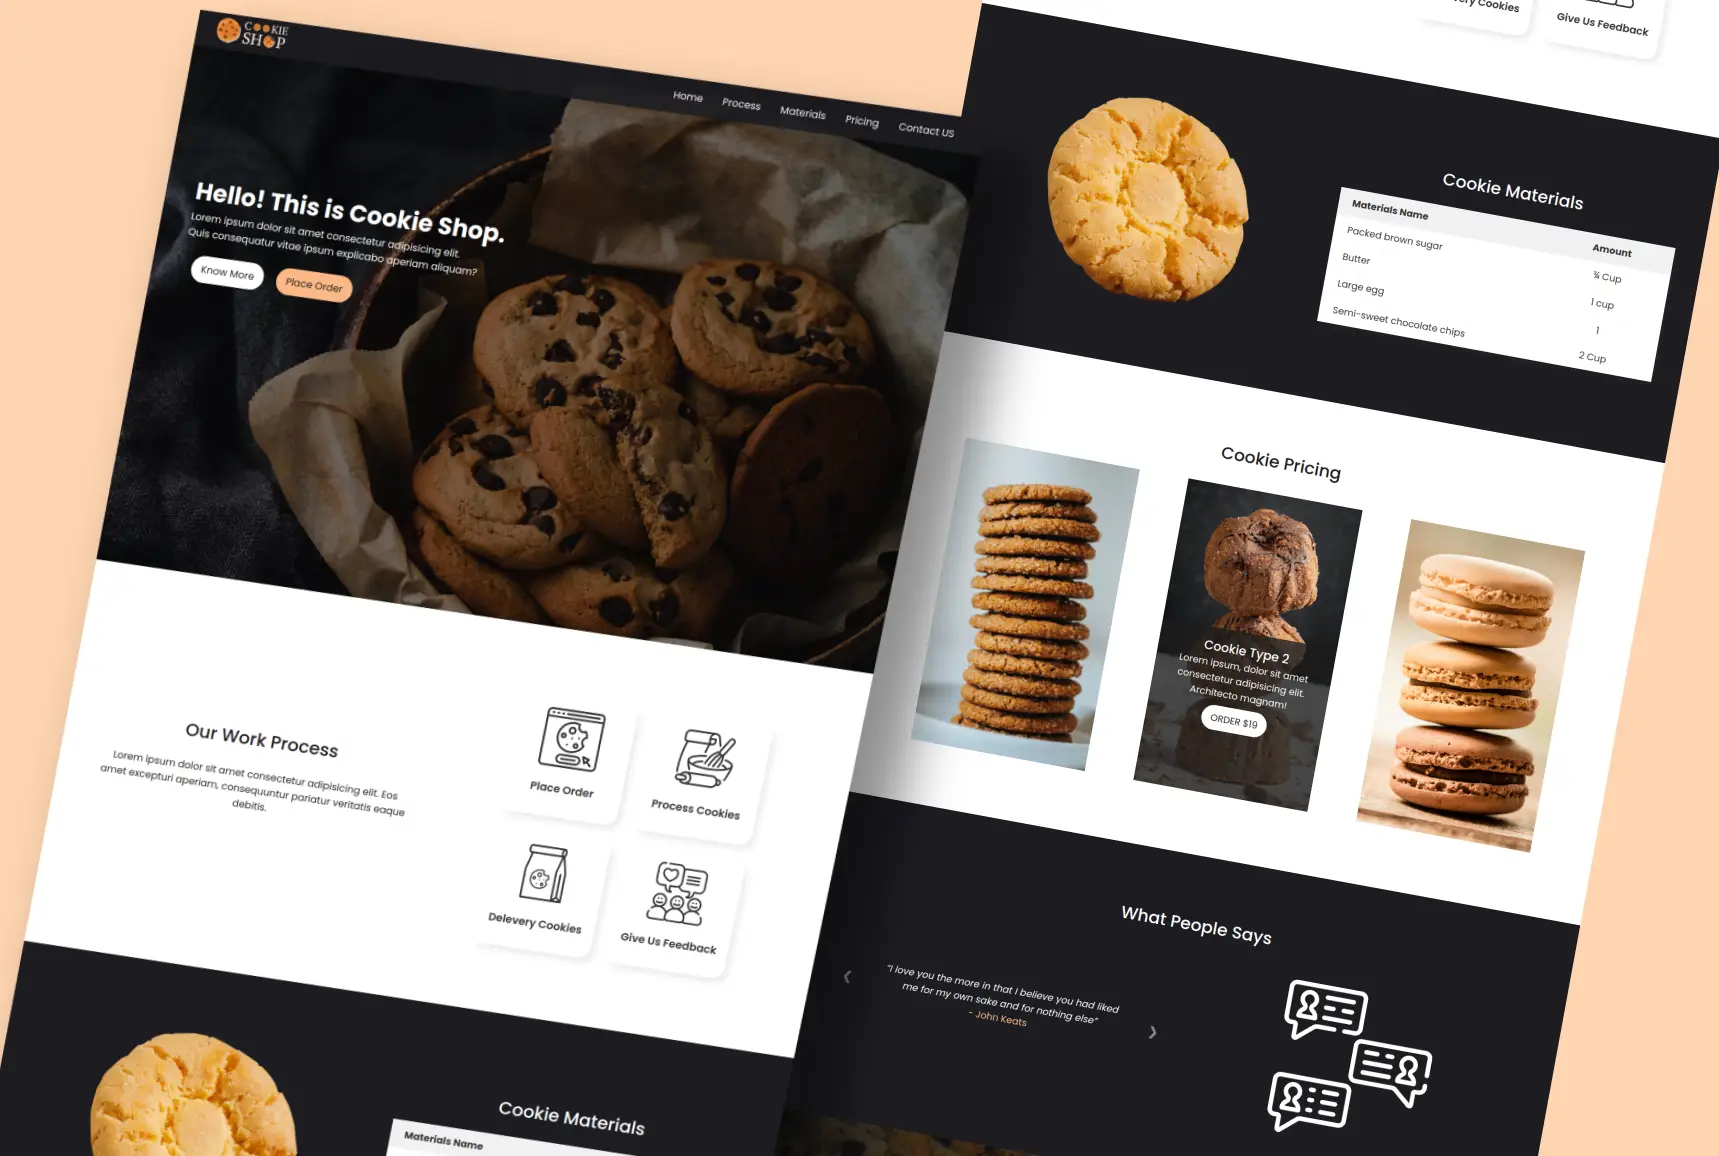 COOKIE
SHOP
Home Process Materials Pricing Contact US
Hello! This is Cookie Shop.
Lorem ipsum dolor sit amet consectetur adipisicing elit.
Quis consequatur vitae ipsum explicabo aperiam aliquam?
Know More Place Order
Our Work Process
Lorem ipsum dolor sit amet consectetur adipisicing elit. Eos
amet excepturi aperiam, consequuntur pariatur veritatis eaque
debitis.
Place Order
Process Cookies
Delevery Cookies
Give Us Feedback
Cookie Materials
Materials Name
Cookies
Give Us Feedback
Cookie Materials
Materials Name Amount
Packed brown sugar ¾ Cup
Butter 1 cup
Large egg 1
Semi-sweet chocolate chips 2 Cup
Cookie Pricing
Cookie Type 2
Lorem ipsum, dolor sit amet
consectetur adipisicing elit.
Architecto magnam!
ORDER $19
What People Says
"I love you the more in that I believe you had liked
me for my own sake and for nothing else"
- John Keats